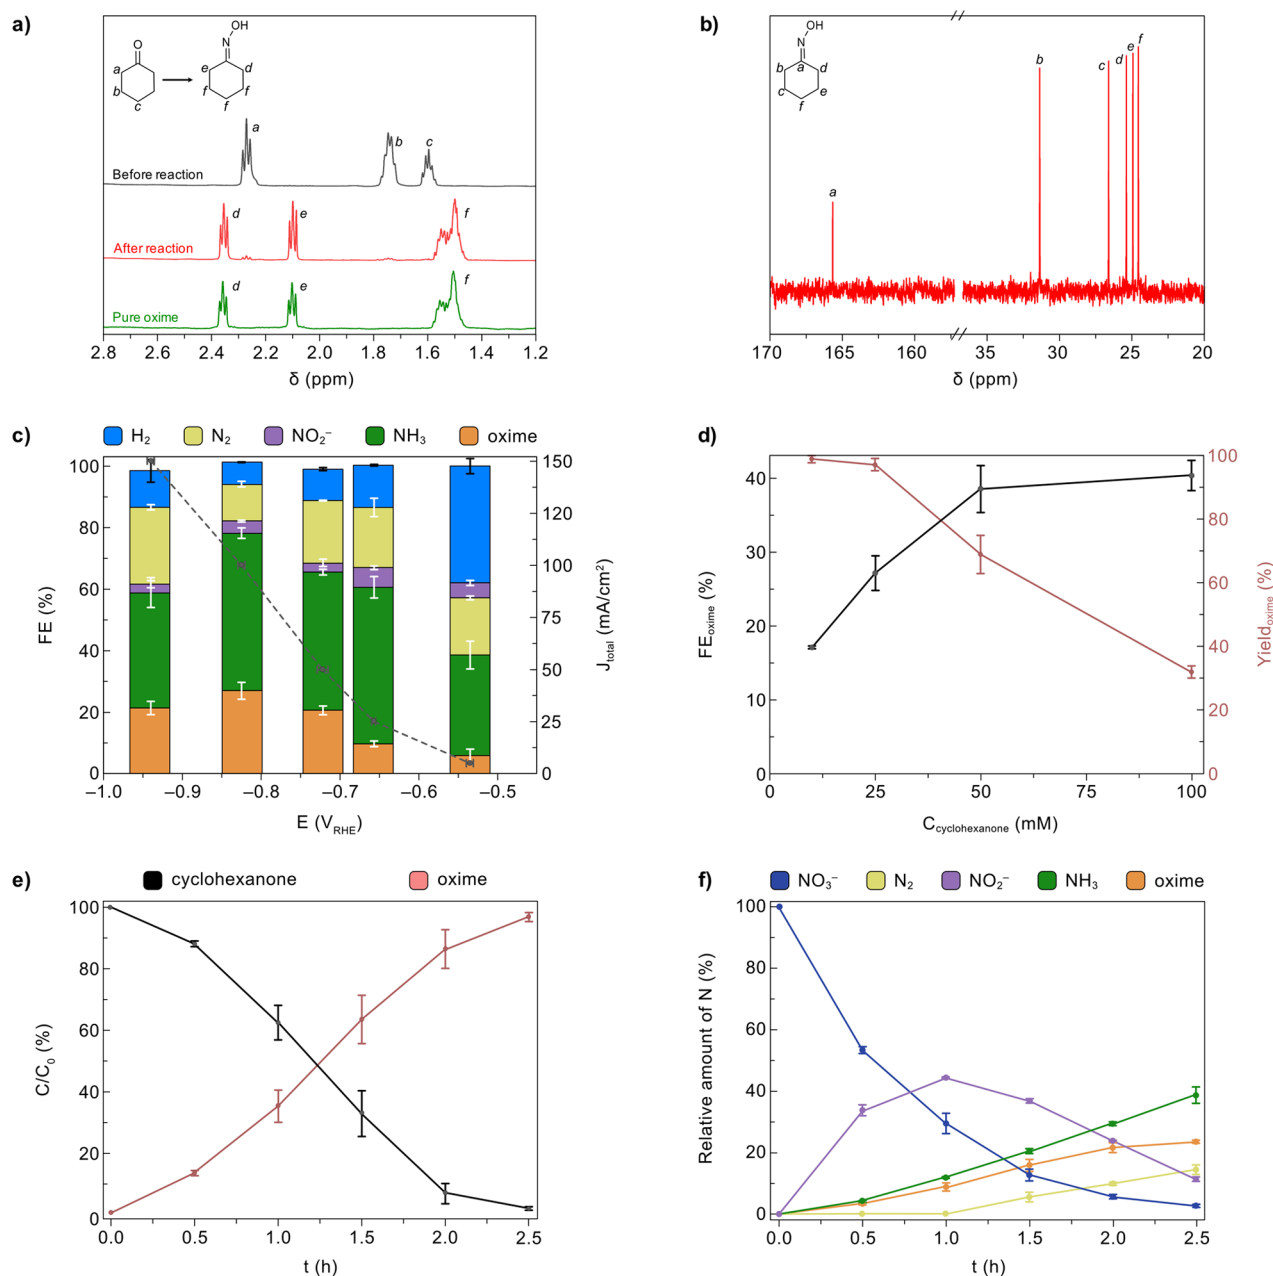 a)
O
OH
N
a
b
c
e
d
f
f
f
a
b
c
Before reaction
d
e
f
After reaction
d
e
f
Pure oxime
2.8 2.6 2.4 2.2 2.0 1.8 1.6 1.4 1.2
δ (ppm)
b)
OH
N
b
a
d
c
e
f
a
b
c
d
e
f
170 165 160 35 30 25 20
δ (ppm)
c)
H₂ N₂ NO₂⁻ NH₃ oxime
100
80
60
40
20
0
FE (%)
150
120
100
75
50
25
0
J_total (mA/cm²)
–1.0 –0.9 –0.8 –0.7 –0.6 –0.5
E (V_RHE)
d)
40
30
20
10
0
FE_oxime (%)
100
80
60
40
20
0
Yield_oxime (%)
0 25 50 75 100
C_cyclohexanone (mM)
e)
cyclohexanone oxime
100
80
60
40
20
0
C/C₀ (%)
0.0 0.5 1.0 1.5 2.0 2.5
t (h)
f)
NO₃⁻ N₂ NO₂⁻ NH₃ oxime
100
80
60
40
20
0
Relative amount of N (%)
0.0 0.5 1.0 1.5 2.0 2.5
t (h)